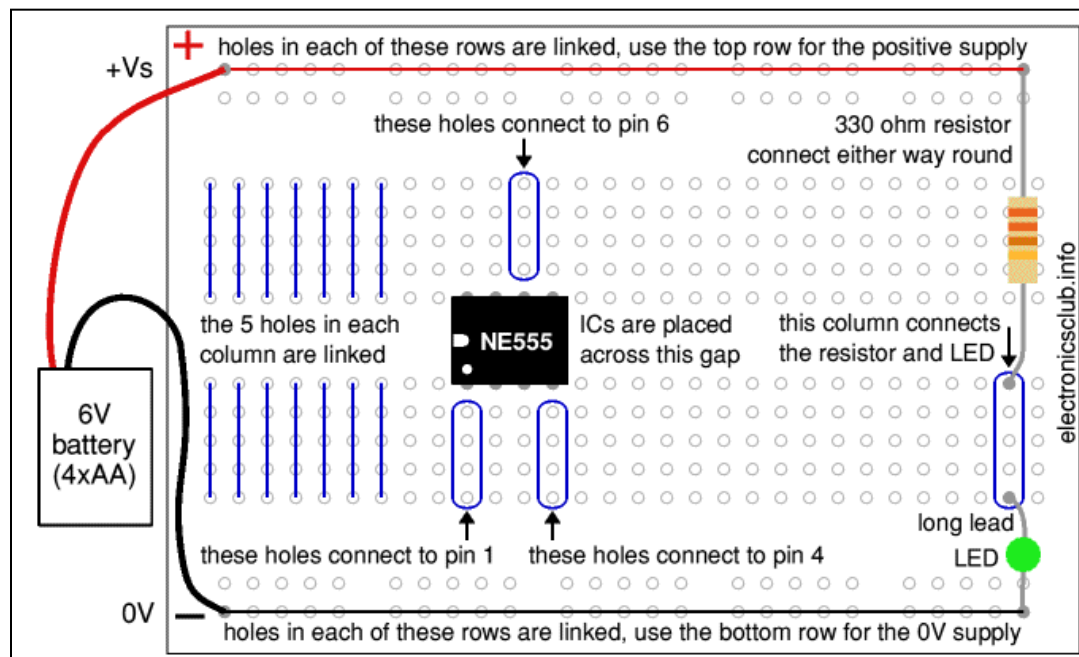 + holes in each of these rows are linked, use the top row for the positive supply
+Vs
these holes connect to pin 6
330 ohm resistor
connect either way round
the 5 holes in each
column are linked
NE555
ICs are placed
across this gap
this column connects
the resistor and LED
electronicsclub.info
6V
battery
(4xAA)
these holes connect to pin 1
these holes connect to pin 4
long lead
LED
0V −
holes in each of these rows are linked, use the bottom row for the 0V supply